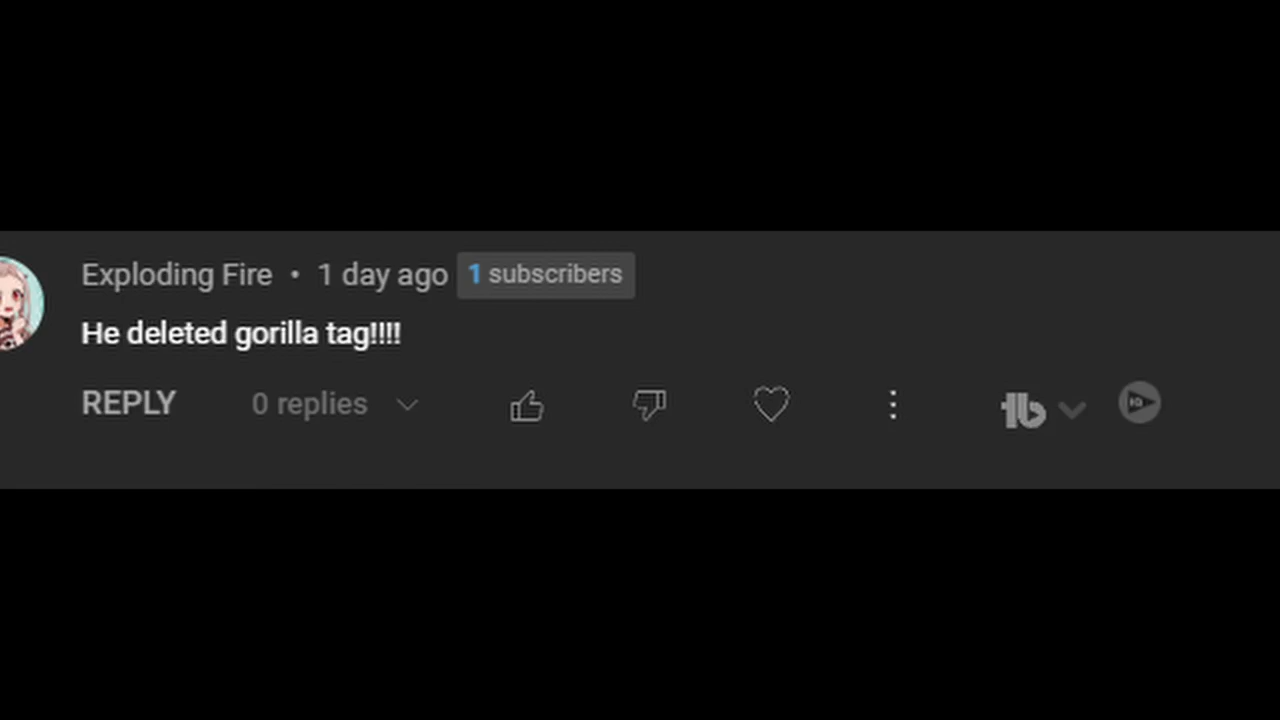 Exploding Fire • 1 day ago 1 subscribers
He deleted gorilla tag!!!!
REPLY 0 replies